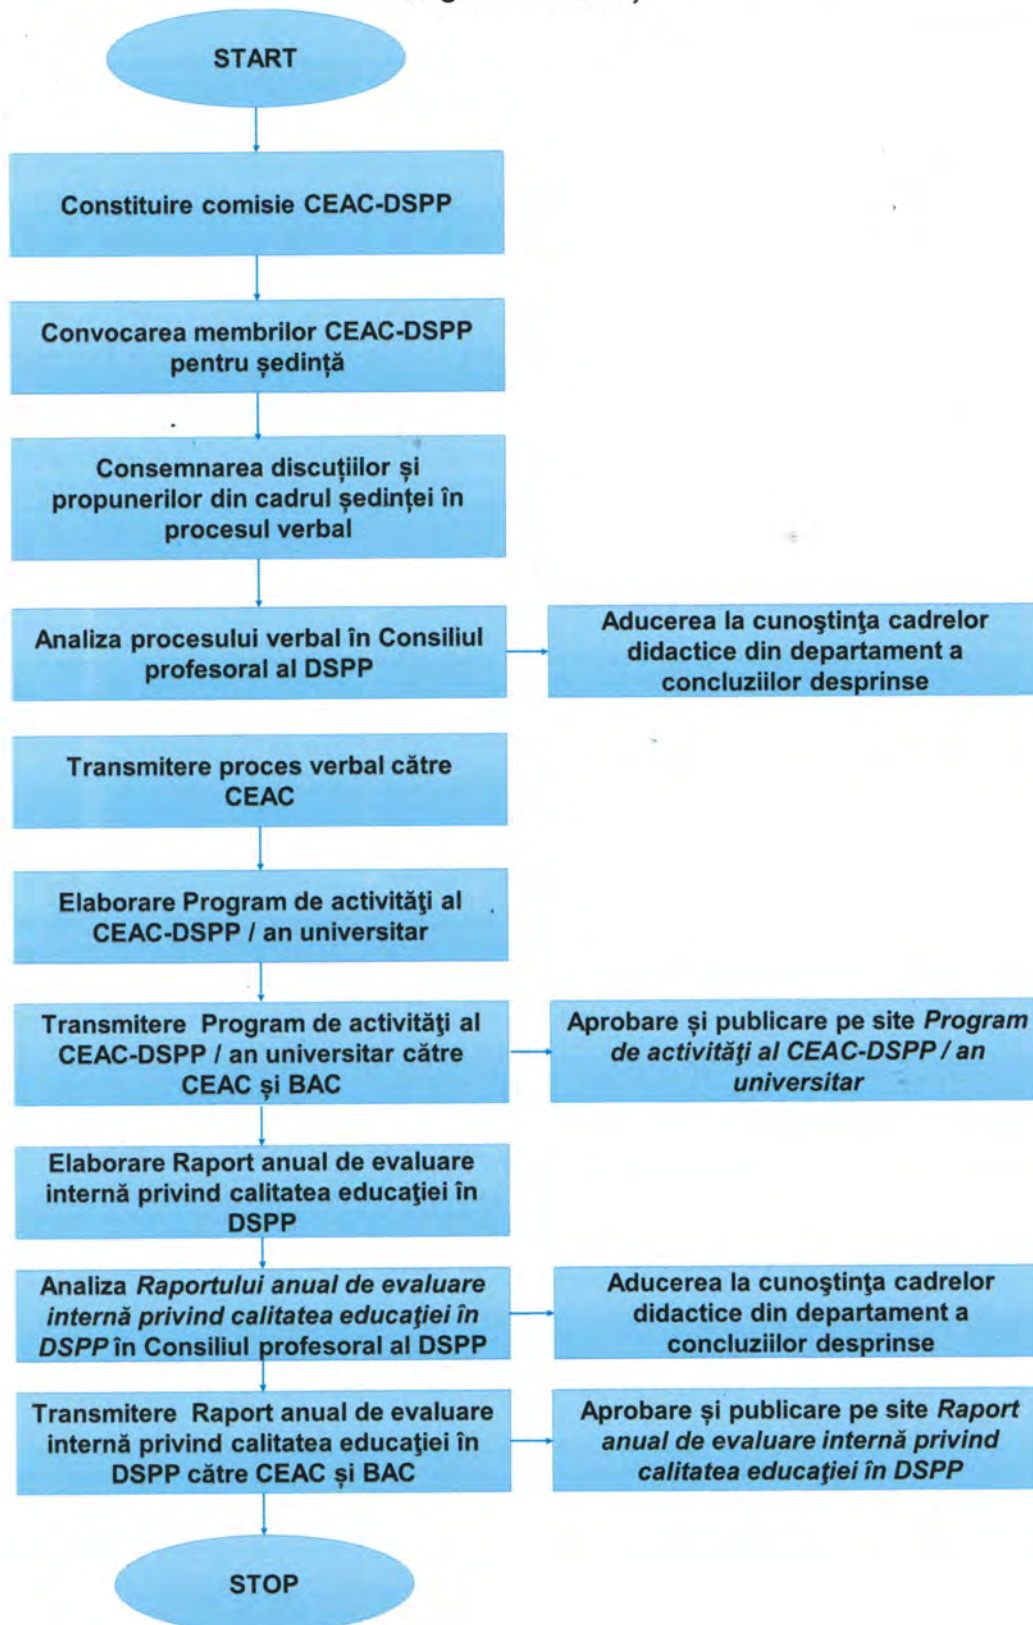 START
Constituire comisie CEAC-DSPP
Convocarea membrilor CEAC-DSPP
pentru ședință
Consemnarea discuțiilor și
propunerilor din cadrul ședinței în
procesul verbal
Analiza procesului verbal în Consiliul
profesoral al DSPP
Aducerea la cunoştinţa cadrelor
didactice din departament a
concluziilor desprinse
Transmitere proces verbal către
CEAC
Elaborare Program de activităţi al
CEAC-DSPP / an universitar
Transmitere Program de activităţi al
CEAC-DSPP / an universitar către
CEAC și BAC
Aprobare și publicare pe site Program
de activităţi al CEAC-DSPP / an
universitar
Elaborare Raport anual de evaluare
internă privind calitatea educaţiei în
DSPP
Analiza Raportului anual de evaluare
internă privind calitatea educaţiei în
DSPP în Consiliul profesoral al DSPP
Aducerea la cunoştinţa cadrelor
didactice din departament a
concluziilor desprinse
Transmitere Raport anual de evaluare
internă privind calitatea educaţiei în
DSPP către CEAC și BAC
Aprobare și publicare pe site Raport
anual de evaluare internă privind
calitatea educaţiei în DSPP
STOP